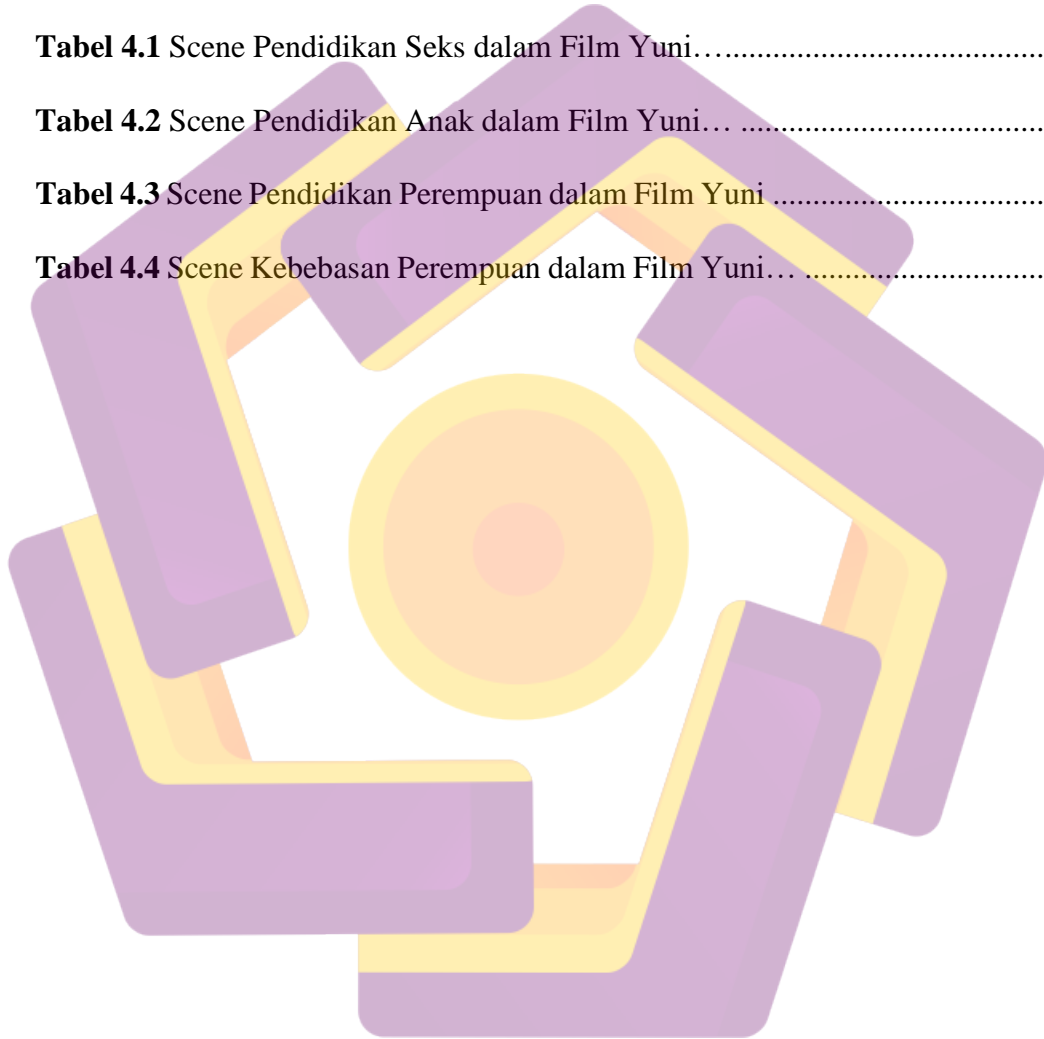 Tabel 4.1 Scene Pendidikan Seks dalam Film Yuni…........................................
Tabel 4.2 Scene Pendidikan Anak dalam Film Yuni… ......................................
Tabel 4.3 Scene Pendidikan Perempuan dalam Film Yuni ..................................
Tabel 4.4 Scene Kebebasan Perempuan dalam Film Yuni… ..............................